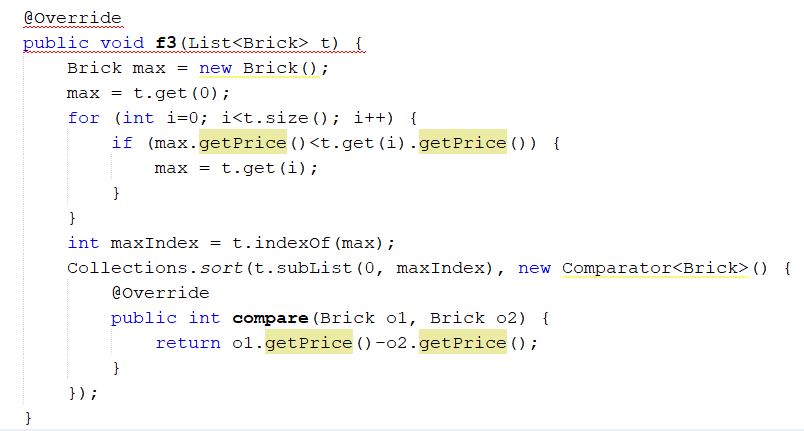 @Override
public void f3(List<Brick> t) {
    Brick max = new Brick();
    max = t.get(0);
    for (int i=0; i<t.size(); i++) {
        if (max.getPrice()<t.get(i).getPrice()) {
            max = t.get(i);
        }
    }
    int maxIndex = t.indexOf(max);
    Collections.sort(t.subList(0, maxIndex), new Comparator<Brick>() {
        @Override
        public int compare(Brick o1, Brick o2) {
            return o1.getPrice()-o2.getPrice();
        }
    });
}